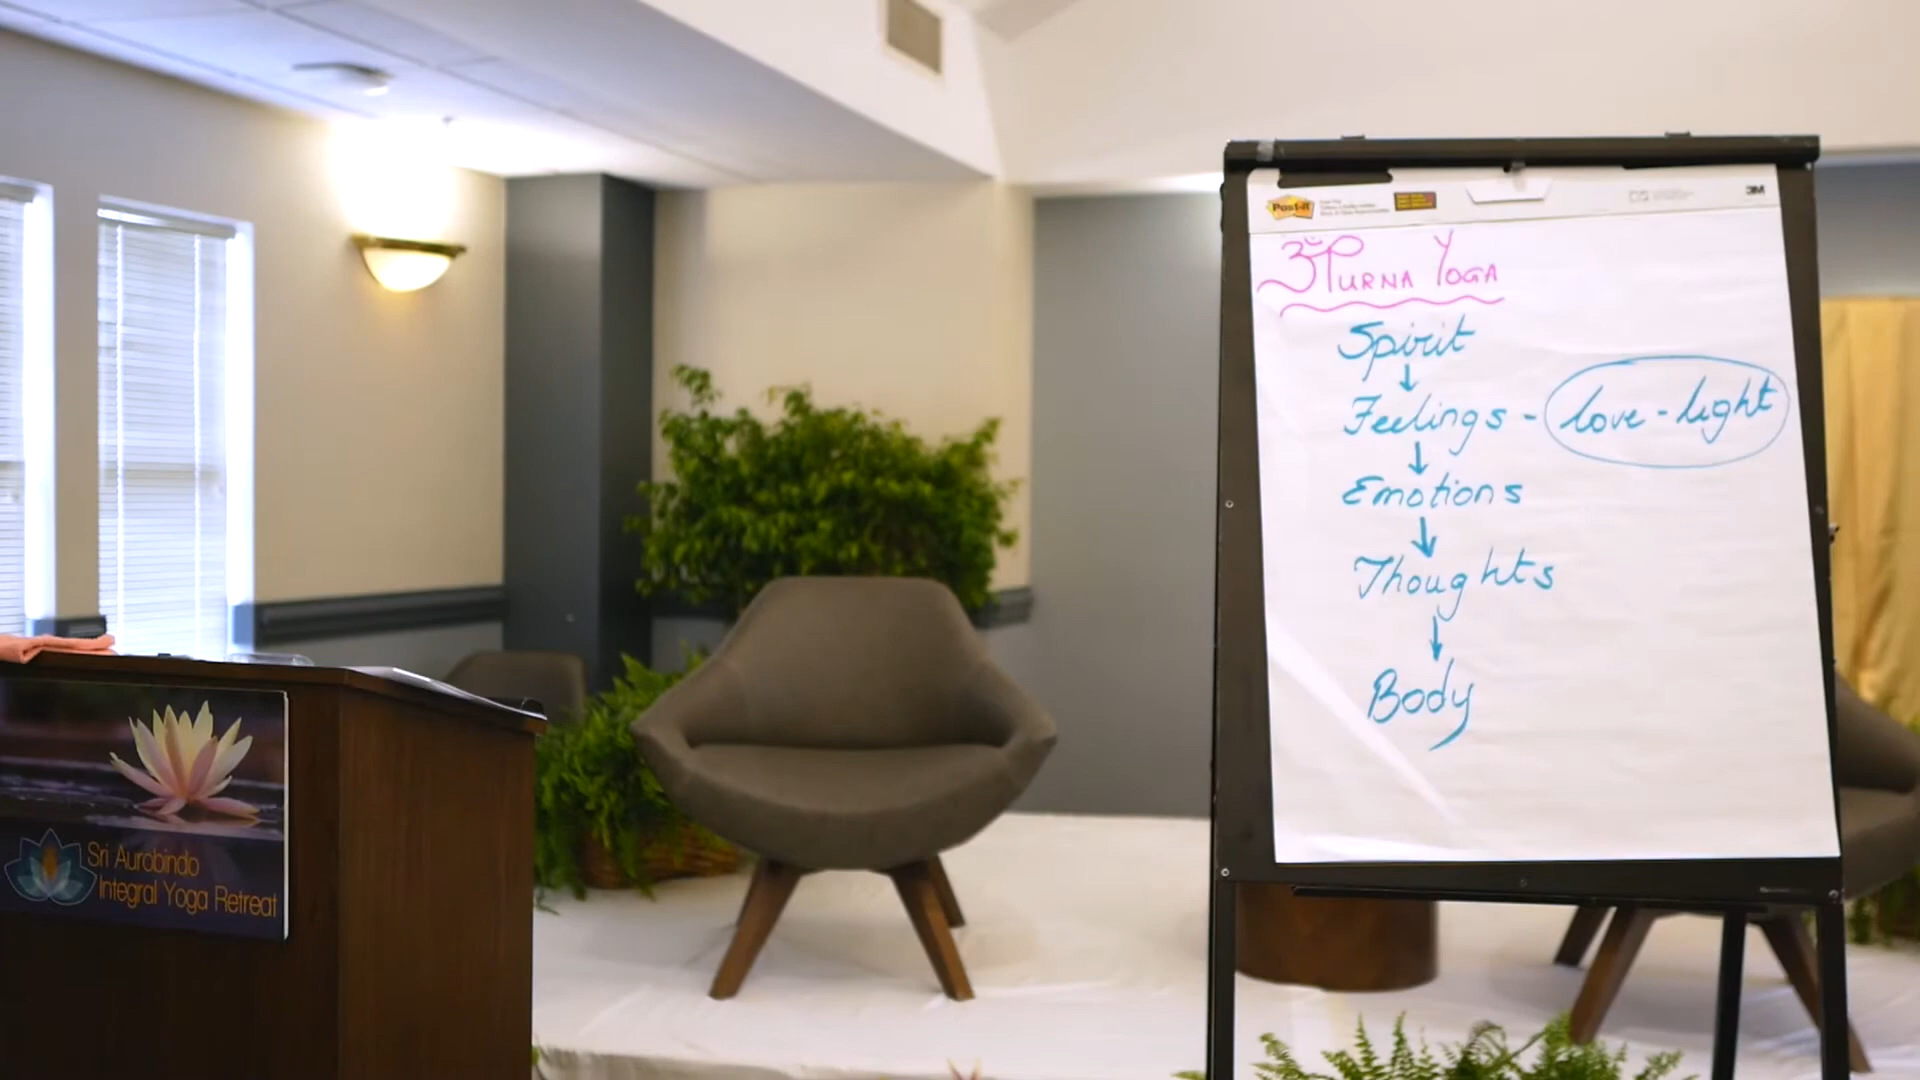 Post-it
3M
ॐ PURNA YOGA
Spirit
↓
Feelings - love - light
↓
Emotions
↓
Thoughts
↓
Body
Sri Aurobindo
Integral Yoga Retreat